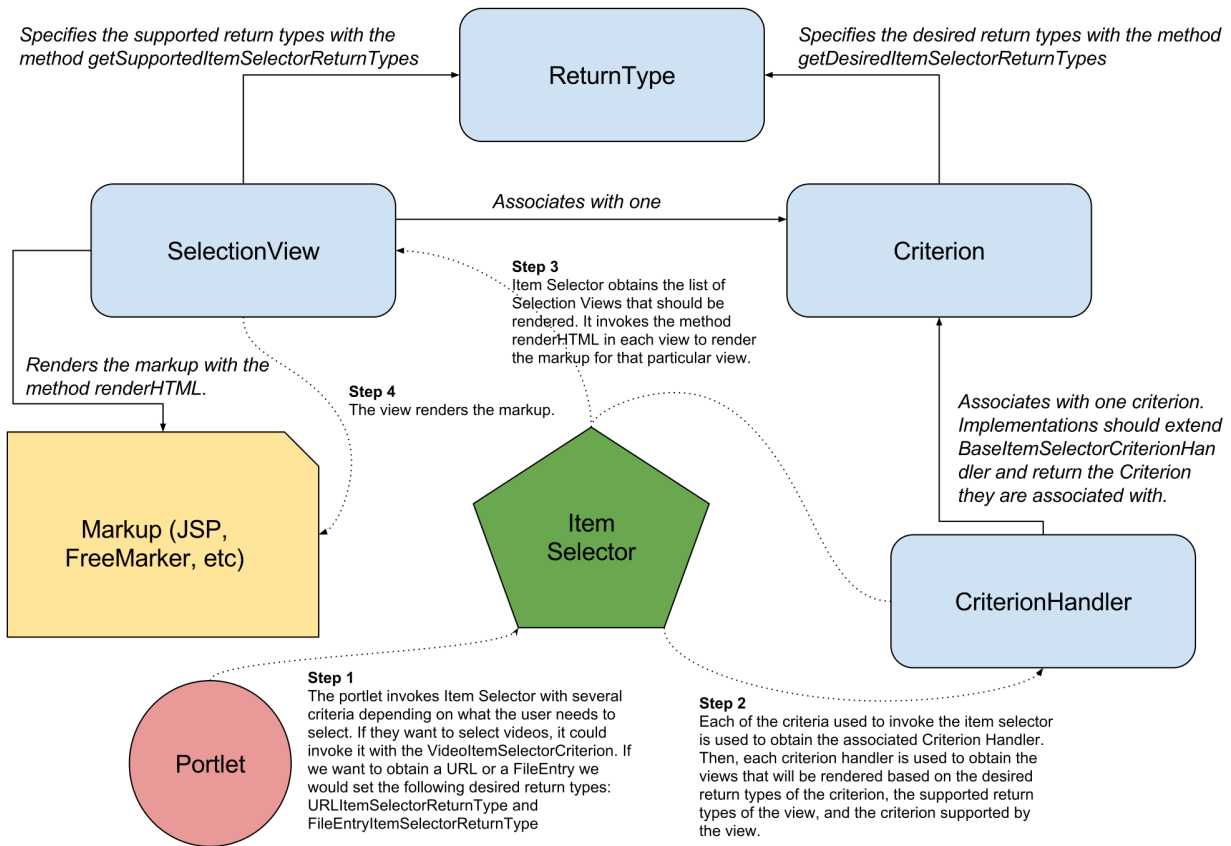 Specifies the supported return types with the
method getSupportedItemSelectorReturnTypes
ReturnType
Specifies the desired return types with the method
getDesiredItemSelectorReturnTypes
SelectionView
Associates with one
Criterion
Step 3
Item Selector obtains the list of
Selection Views that should be
rendered. It invokes the method
renderHTML in each view to render
the markup for that particular view.
Renders the markup with the
method renderHTML.
Step 4
The view renders the markup.
Associates with one criterion.
Implementations should extend
BaseItemSelectorCriterionHan
dler and return the Criterion
they are associated with.
Markup (JSP,
FreeMarker, etc)
Item
Selector
CriterionHandler
Step 1
The portlet invokes Item Selector with several
criteria depending on what the user needs to
select. If they want to select videos, it could
invoke it with the VideoItemSelectorCriterion. If
we want to obtain a URL or a FileEntry we
would set the following desired return types:
URLItemSelectorReturnType and
FileEntryItemSelectorReturnType
Portlet
Step 2
Each of the criteria used to invoke the item selector
is used to obtain the associated Criterion Handler.
Then, each criterion handler is used to obtain the
views that will be rendered based on the desired
return types of the criterion, the supported return
types of the view, and the criterion supported by
the view.